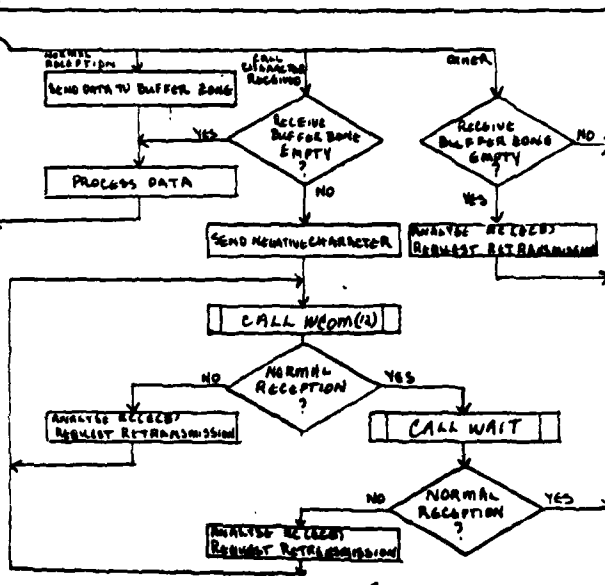 NORMAL
RECEPTION
CALL
CHARACTER
RECEIVED
OTHER
SEND DATA TO BUFFER ZONE
YES
RECEIVE
BUFFER ZONE
EMPTY
?
NO
RECEIVE
BUFFER ZONE
EMPTY
?
NO
YES
PROCESS DATA
SEND NEGATIVE CHARACTER
ANALYSE
REQUEST RETRANSMISSION
CALL WCOM(12)
NO
NORMAL
RECEPTION
?
YES
ANALYSE
REQUEST RETRANSMISSION
CALL WAIT
NO
NORMAL
RECEPTION
?
YES
ANALYSE
REQUEST RETRANSMISSION